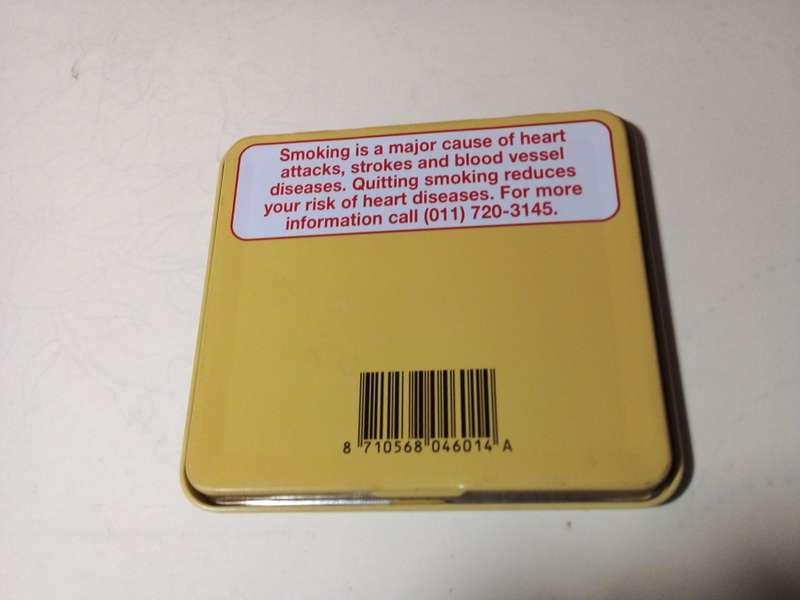 Smoking is a major cause of heart
attacks, strokes and blood vessel
diseases. Quitting smoking reduces
your risk of heart diseases. For more
information call (011) 720-3145.
8 710568 046014 A